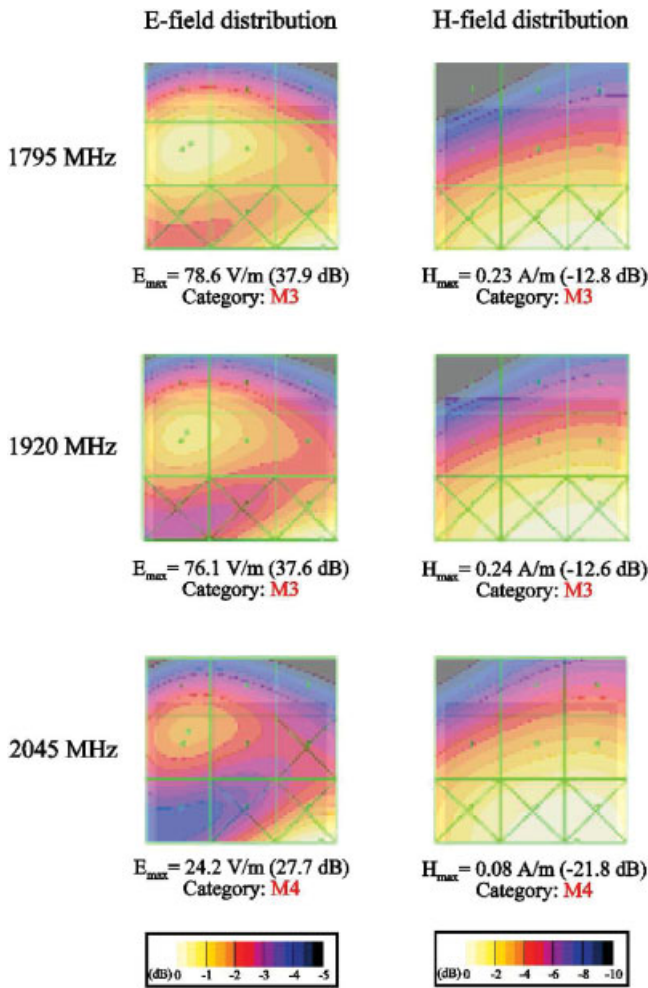 E-field distribution H-field distribution
1795 MHz
Emax= 78.6 V/m (37.9 dB) Hmax= 0.23 A/m (-12.8 dB)
Category: M3 Category: M3
1920 MHz
Emax= 76.1 V/m (37.6 dB) Hmax= 0.24 A/m (-12.6 dB)
Category: M3 Category: M3
2045 MHz
Emax= 24.2 V/m (27.7 dB) Hmax= 0.08 A/m (-21.8 dB)
Category: M4 Category: M4
(dB) 0 -1 -2 -3 -4 -5 (dB) 0 -2 -4 -6 -8 -10